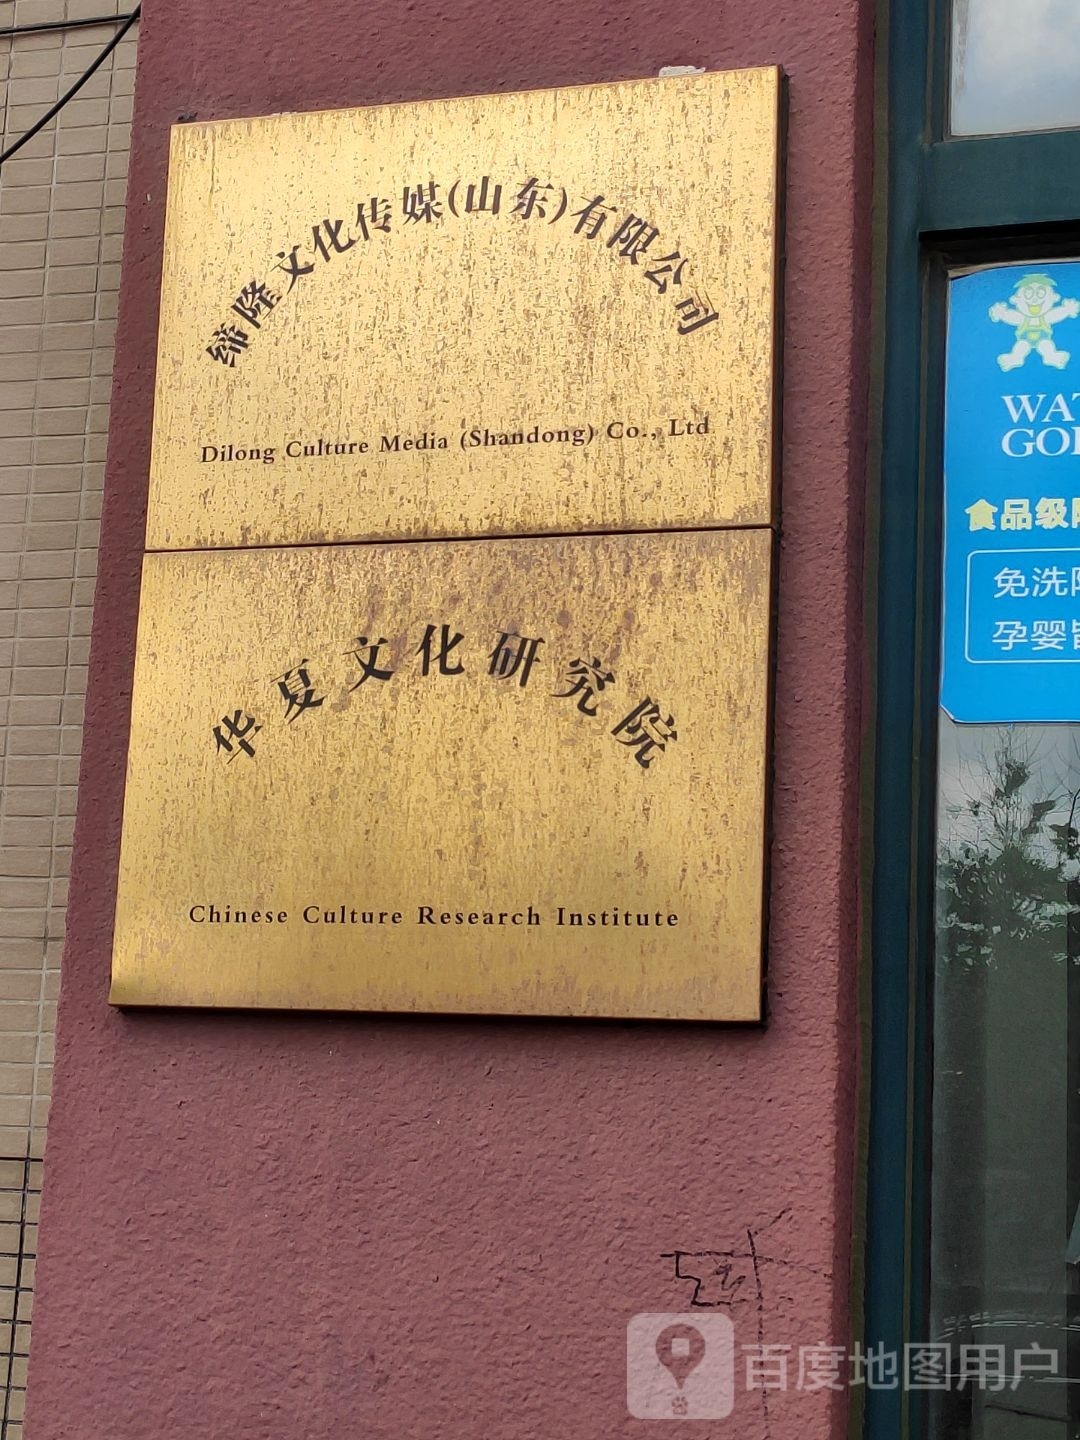 缔隆文化传媒(山东)有限公司
Dilong Culture Media (Shandong) Co., Ltd
华夏文化研究院
Chinese Culture Research Institute
WAT
GOD
食品级
免洗
孕婴
百度地图用户